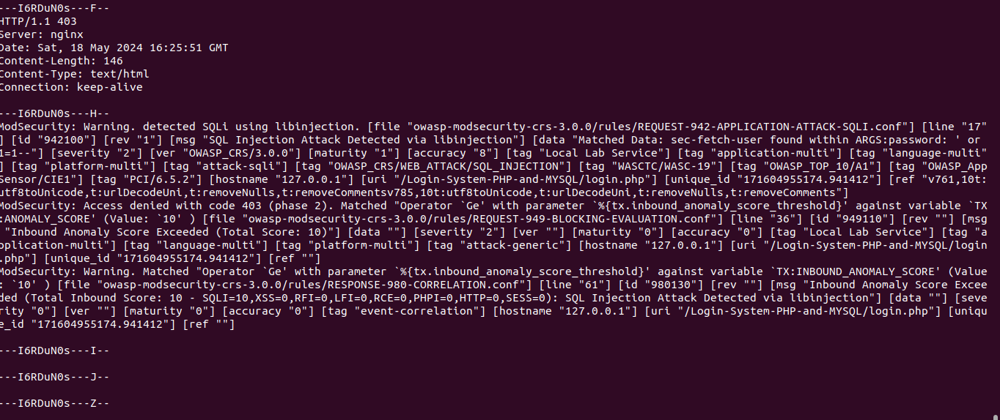 ---I6RDuN0s---F--
HTTP/1.1 403
Server: nginx
Date: Sat, 18 May 2024 16:25:51 GMT
Content-Length: 146
Content-Type: text/html
Connection: keep-alive
---I6RDuN0s---H--
ModSecurity: Warning. detected SQLi using libinjection. [file "owasp-modsecurity-crs-3.0.0/rules/REQUEST-942-APPLICATION-ATTACK-SQLI.conf"] [line "17"
] [id "942100"] [rev "1"] [msg "SQL Injection Attack Detected via libinjection"] [data "Matched Data: sec-fetch-user found within ARGS:password: ' or
1=1--"] [severity "2"] [ver "OWASP_CRS/3.0.0"] [maturity "1"] [accuracy "8"] [tag "Local Lab Service"] [tag "application-multi"] [tag "language-multi"
] [tag "platform-multi"] [tag "attack-sqli"] [tag "OWASP_CRS/WEB_ATTACK/SQL_INJECTION"] [tag "WASCTC/WASC-19"] [tag "OWASP_TOP_10/A1"] [tag "OWASP_App
Sensor/CIE1"] [tag "PCI/6.5.2"] [hostname "127.0.0.1"] [uri "/Login-System-PHP-and-MYSQL/login.php"] [unique_id "171604955174.941412"] [ref "v761,10t:
utf8toUnicode,t:urlDecodeUni,t:removeNulls,t:removeCommentsv785,10t:utf8toUnicode,t:urlDecodeUni,t:removeNulls,t:removeComments"]
ModSecurity: Access denied with code 403 (phase 2). Matched "Operator `Ge' with parameter `%{tx.inbound_anomaly_score_threshold}' against variable `TX
:ANOMALY_SCORE' (Value: `10' ) [file "owasp-modsecurity-crs-3.0.0/rules/REQUEST-949-BLOCKING-EVALUATION.conf"] [line "36"] [id "949110"] [rev ""] [msg
"Inbound Anomaly Score Exceeded (Total Score: 10)"] [data ""] [severity "2"] [ver ""] [maturity "0"] [accuracy "0"] [tag "Local Lab Service"] [tag "a
pplication-multi"] [tag "language-multi"] [tag "platform-multi"] [tag "attack-generic"] [hostname "127.0.0.1"] [uri "/Login-System-PHP-and-MYSQL/login
.php"] [unique_id "171604955174.941412"] [ref ""]
ModSecurity: Warning. Matched "Operator `Ge' with parameter `%{tx.inbound_anomaly_score_threshold}' against variable `TX:INBOUND_ANOMALY_SCORE' (Value
: `10' ) [file "owasp-modsecurity-crs-3.0.0/rules/RESPONSE-980-CORRELATION.conf"] [line "61"] [id "980130"] [rev ""] [msg "Inbound Anomaly Score Excee
ded (Total Inbound Score: 10 - SQLI=10,XSS=0,RFI=0,LFI=0,RCE=0,PHPI=0,HTTP=0,SESS=0): SQL Injection Attack Detected via libinjection"] [data ""] [seve
rity "0"] [ver ""] [maturity "0"] [accuracy "0"] [tag "event-correlation"] [hostname "127.0.0.1"] [uri "/Login-System-PHP-and-MYSQL/login.php"] [uniqu
e_id "171604955174.941412"] [ref ""]
---I6RDuN0s---I--
---I6RDuN0s---J--
---I6RDuN0s---Z--